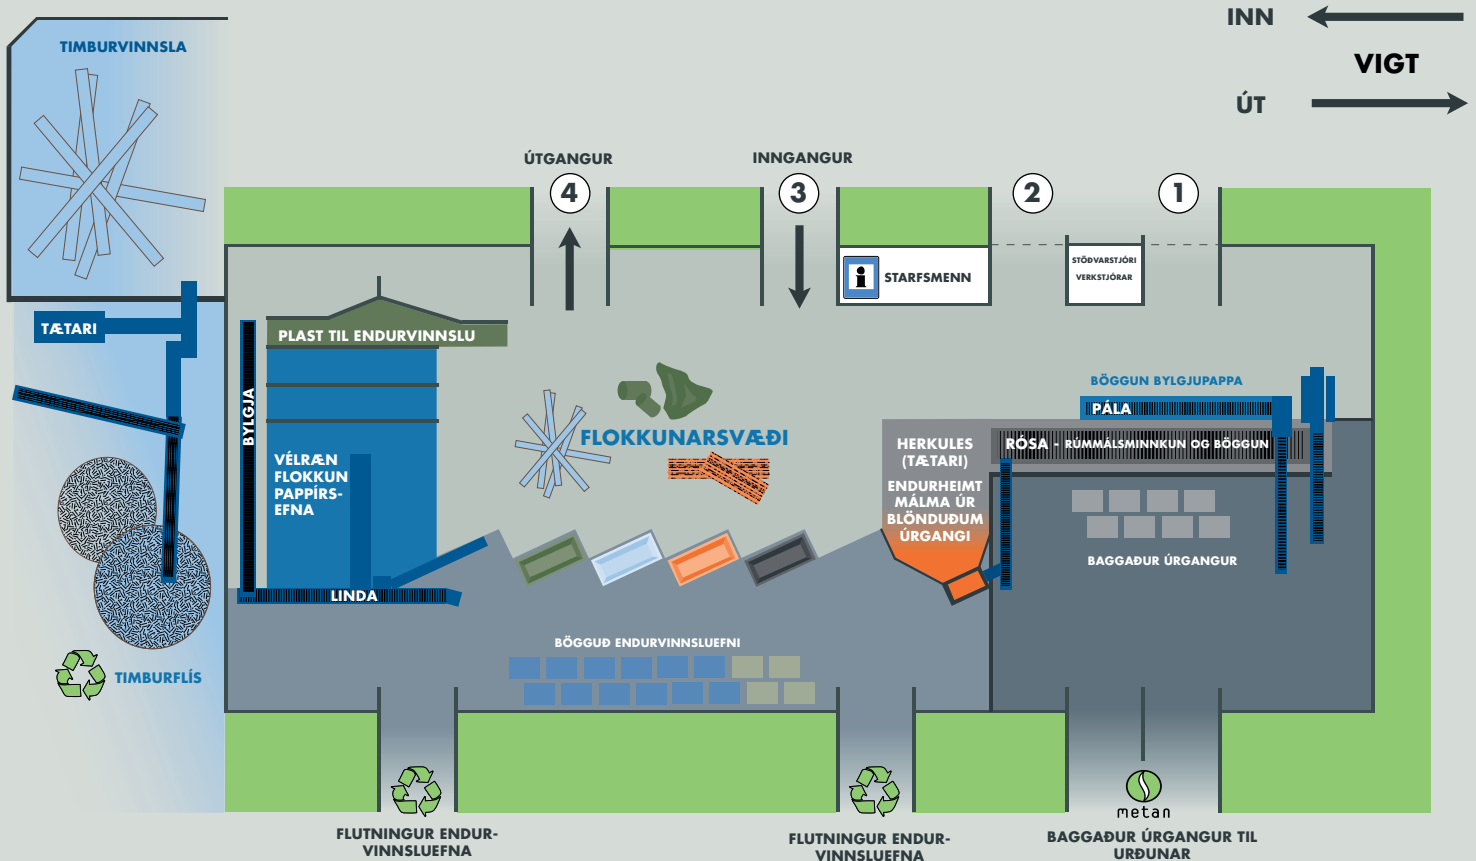 INN
VIGT
ÚT
TIMBURVINNSLA
ÚTGANGUR
4
INNGANGUR
3
2
1
STARFSMENN
STÖÐVARSTJÓRI
VERKSTJÓRAR
TÆTARI
PLAST TIL ENDURVINNSLU
BYLGJA
VÉLRÆN
FLOKKUN
PAPPÍRS-
EFNA
LINDA
FLOKKUNARSVÆÐI
HERKULES
(TÆTARI)
ENDURHEIMT
MÁLMA ÚR
BLÖNDUÐUM
ÚRGANGI
BÖGGUN BYLGJUPAPPA
PÁLA
RÓSA - RÚMMÁLSMINNKUN OG BÖGGUN
BAGGAÐUR ÚRGANGUR
BÖGGUÐ ENDURVINNSLUEFNI
TIMBURFLÍS
FLUTNINGUR ENDUR-
VINNSLUEFNA
FLUTNINGUR ENDUR-
VINNSLUEFNA
metan
BAGGAÐUR ÚRGANGUR TIL
URÐUNAR